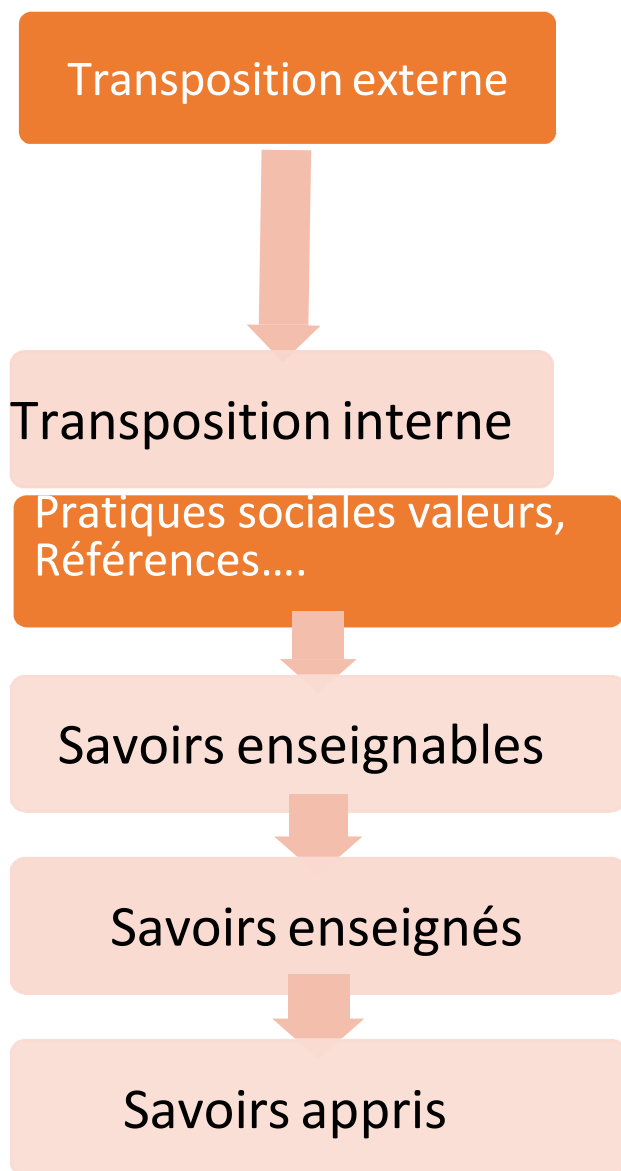 Transposition externe
Transposition interne
Pratiques sociales valeurs,
Références....
Savoirs enseignables
Savoirs enseignés
Savoirs appris